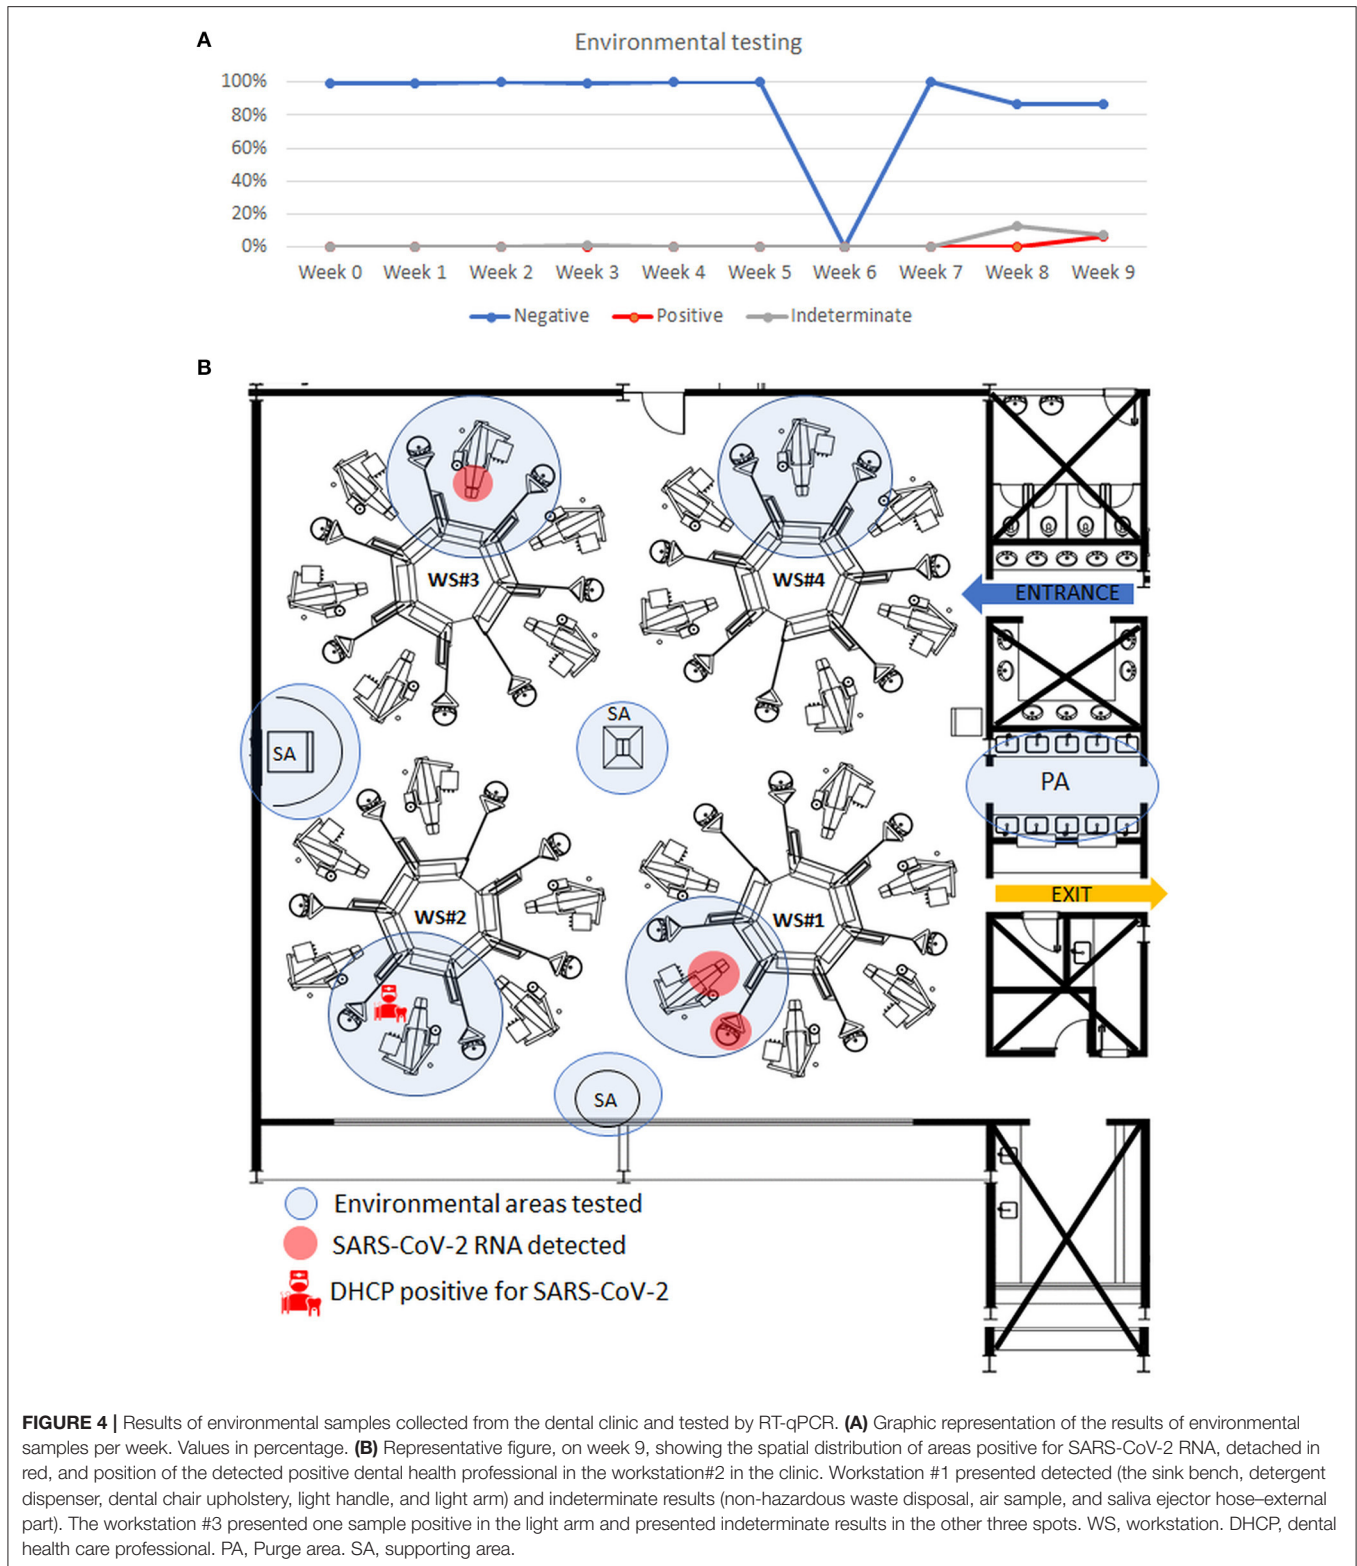 A
Environmental testing
100%
80%
60%
40%
20%
0%
Week 0 Week 1 Week 2 Week 3 Week 4 Week 5 Week 6 Week 7 Week 8 Week 9
Negative Positive Indeterminate
B
WS#3
WS#4
ENTRANCE
SA
SA
PA
WS#2
WS#1
EXIT
SA
Environmental areas tested
SARS-CoV-2 RNA detected
DHCP positive for SARS-CoV-2
FIGURE 4 | Results of environmental samples collected from the dental clinic and tested by RT-qPCR. (A) Graphic representation of the results of environmental
samples per week. Values in percentage. (B) Representative figure, on week 9, showing the spatial distribution of areas positive for SARS-CoV-2 RNA, detached in
red, and position of the detected positive dental health professional in the workstation#2 in the clinic. Workstation #1 presented detected (the sink bench, detergent
dispenser, dental chair upholstery, light handle, and light arm) and indeterminate results (non-hazardous waste disposal, air sample, and saliva ejector hose–external
part). The workstation #3 presented one sample positive in the light arm and presented indeterminate results in the other three spots. WS, workstation. DHCP, dental
health care professional. PA, Purge area. SA, supporting area.